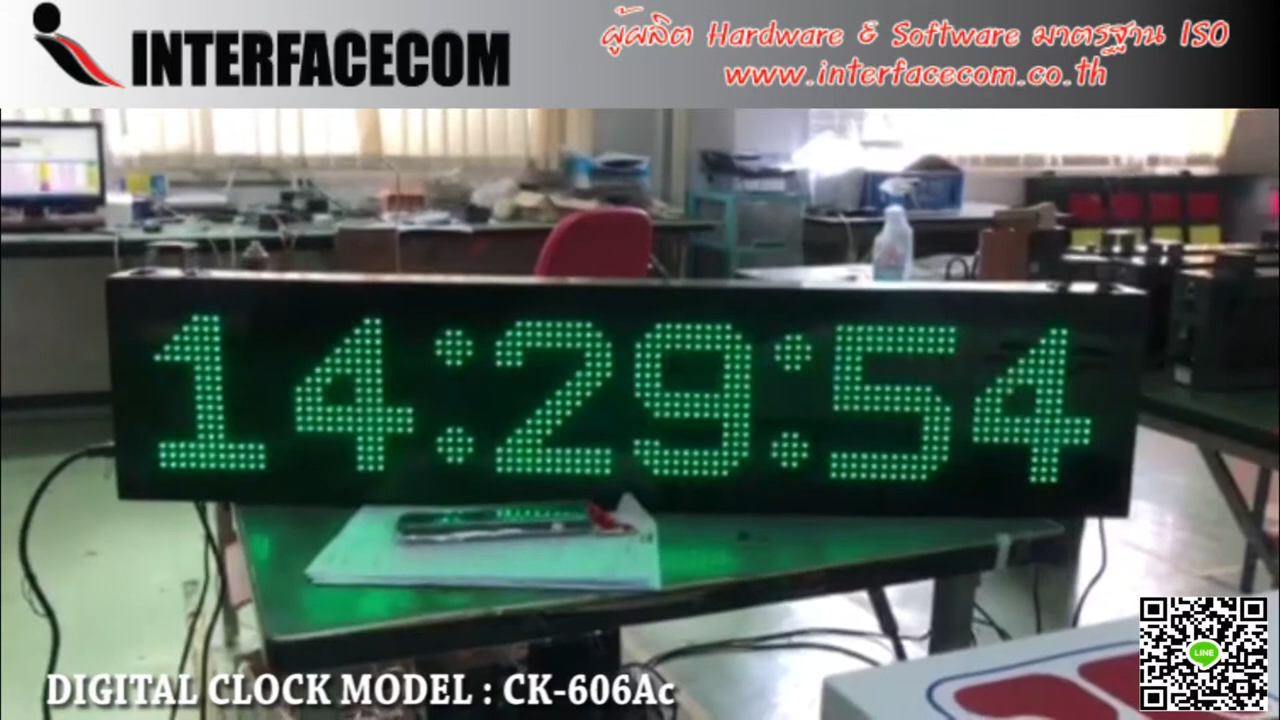 INTERFACECOM
ผู้ผลิต Hardware & Software มาตรฐาน ISO
www.interfacecom.co.th
14:29:54
DIGITAL CLOCK MODEL : CK-606Ac
LINE